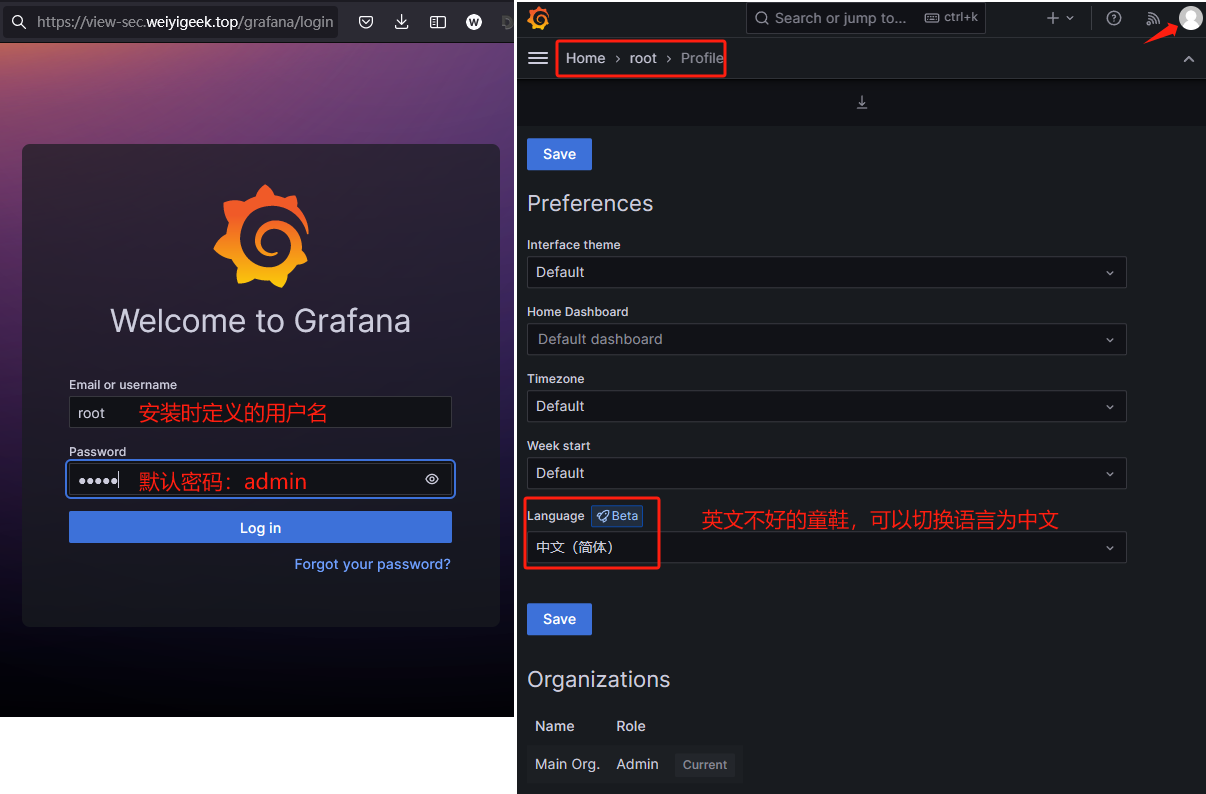 https://view-sec.weiyigeek.top/grafana/login
W
Welcome to Grafana
Email or username
root 安装时定义的用户名
Password
••••• 默认密码：admin
Log in
Forgot your password?
Search or jump to... ctrl+k
Home › root › Profile
Save
Preferences
Interface theme
Default
Home Dashboard
Default dashboard
Timezone
Default
Week start
Default
Language Beta
英文不好的童鞋，可以切换语言为中文
中文（简体）
Save
Organizations
Name Role
Main Org. Admin Current